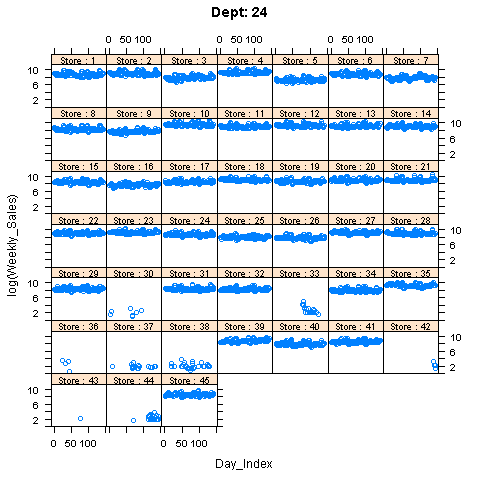 Dept: 24
0 50 100 0 50 100 0 50 100
Store : 1 Store : 2 Store : 3 Store : 4 Store : 5 Store : 6 Store : 7
10
6
2
Store : 8 Store : 9 Store : 10 Store : 11 Store : 12 Store : 13 Store : 14
10
6
2
Store : 15 Store : 16 Store : 17 Store : 18 Store : 19 Store : 20 Store : 21
10
6
2
Store : 22 Store : 23 Store : 24 Store : 25 Store : 26 Store : 27 Store : 28
10
6
2
Store : 29 Store : 30 Store : 31 Store : 32 Store : 33 Store : 34 Store : 35
10
6
2
Store : 36 Store : 37 Store : 38 Store : 39 Store : 40 Store : 41 Store : 42
10
6
2
Store : 43 Store : 44 Store : 45
10
6
2
0 50 100 0 50 100
log(Weekly_Sales)
Day_Index